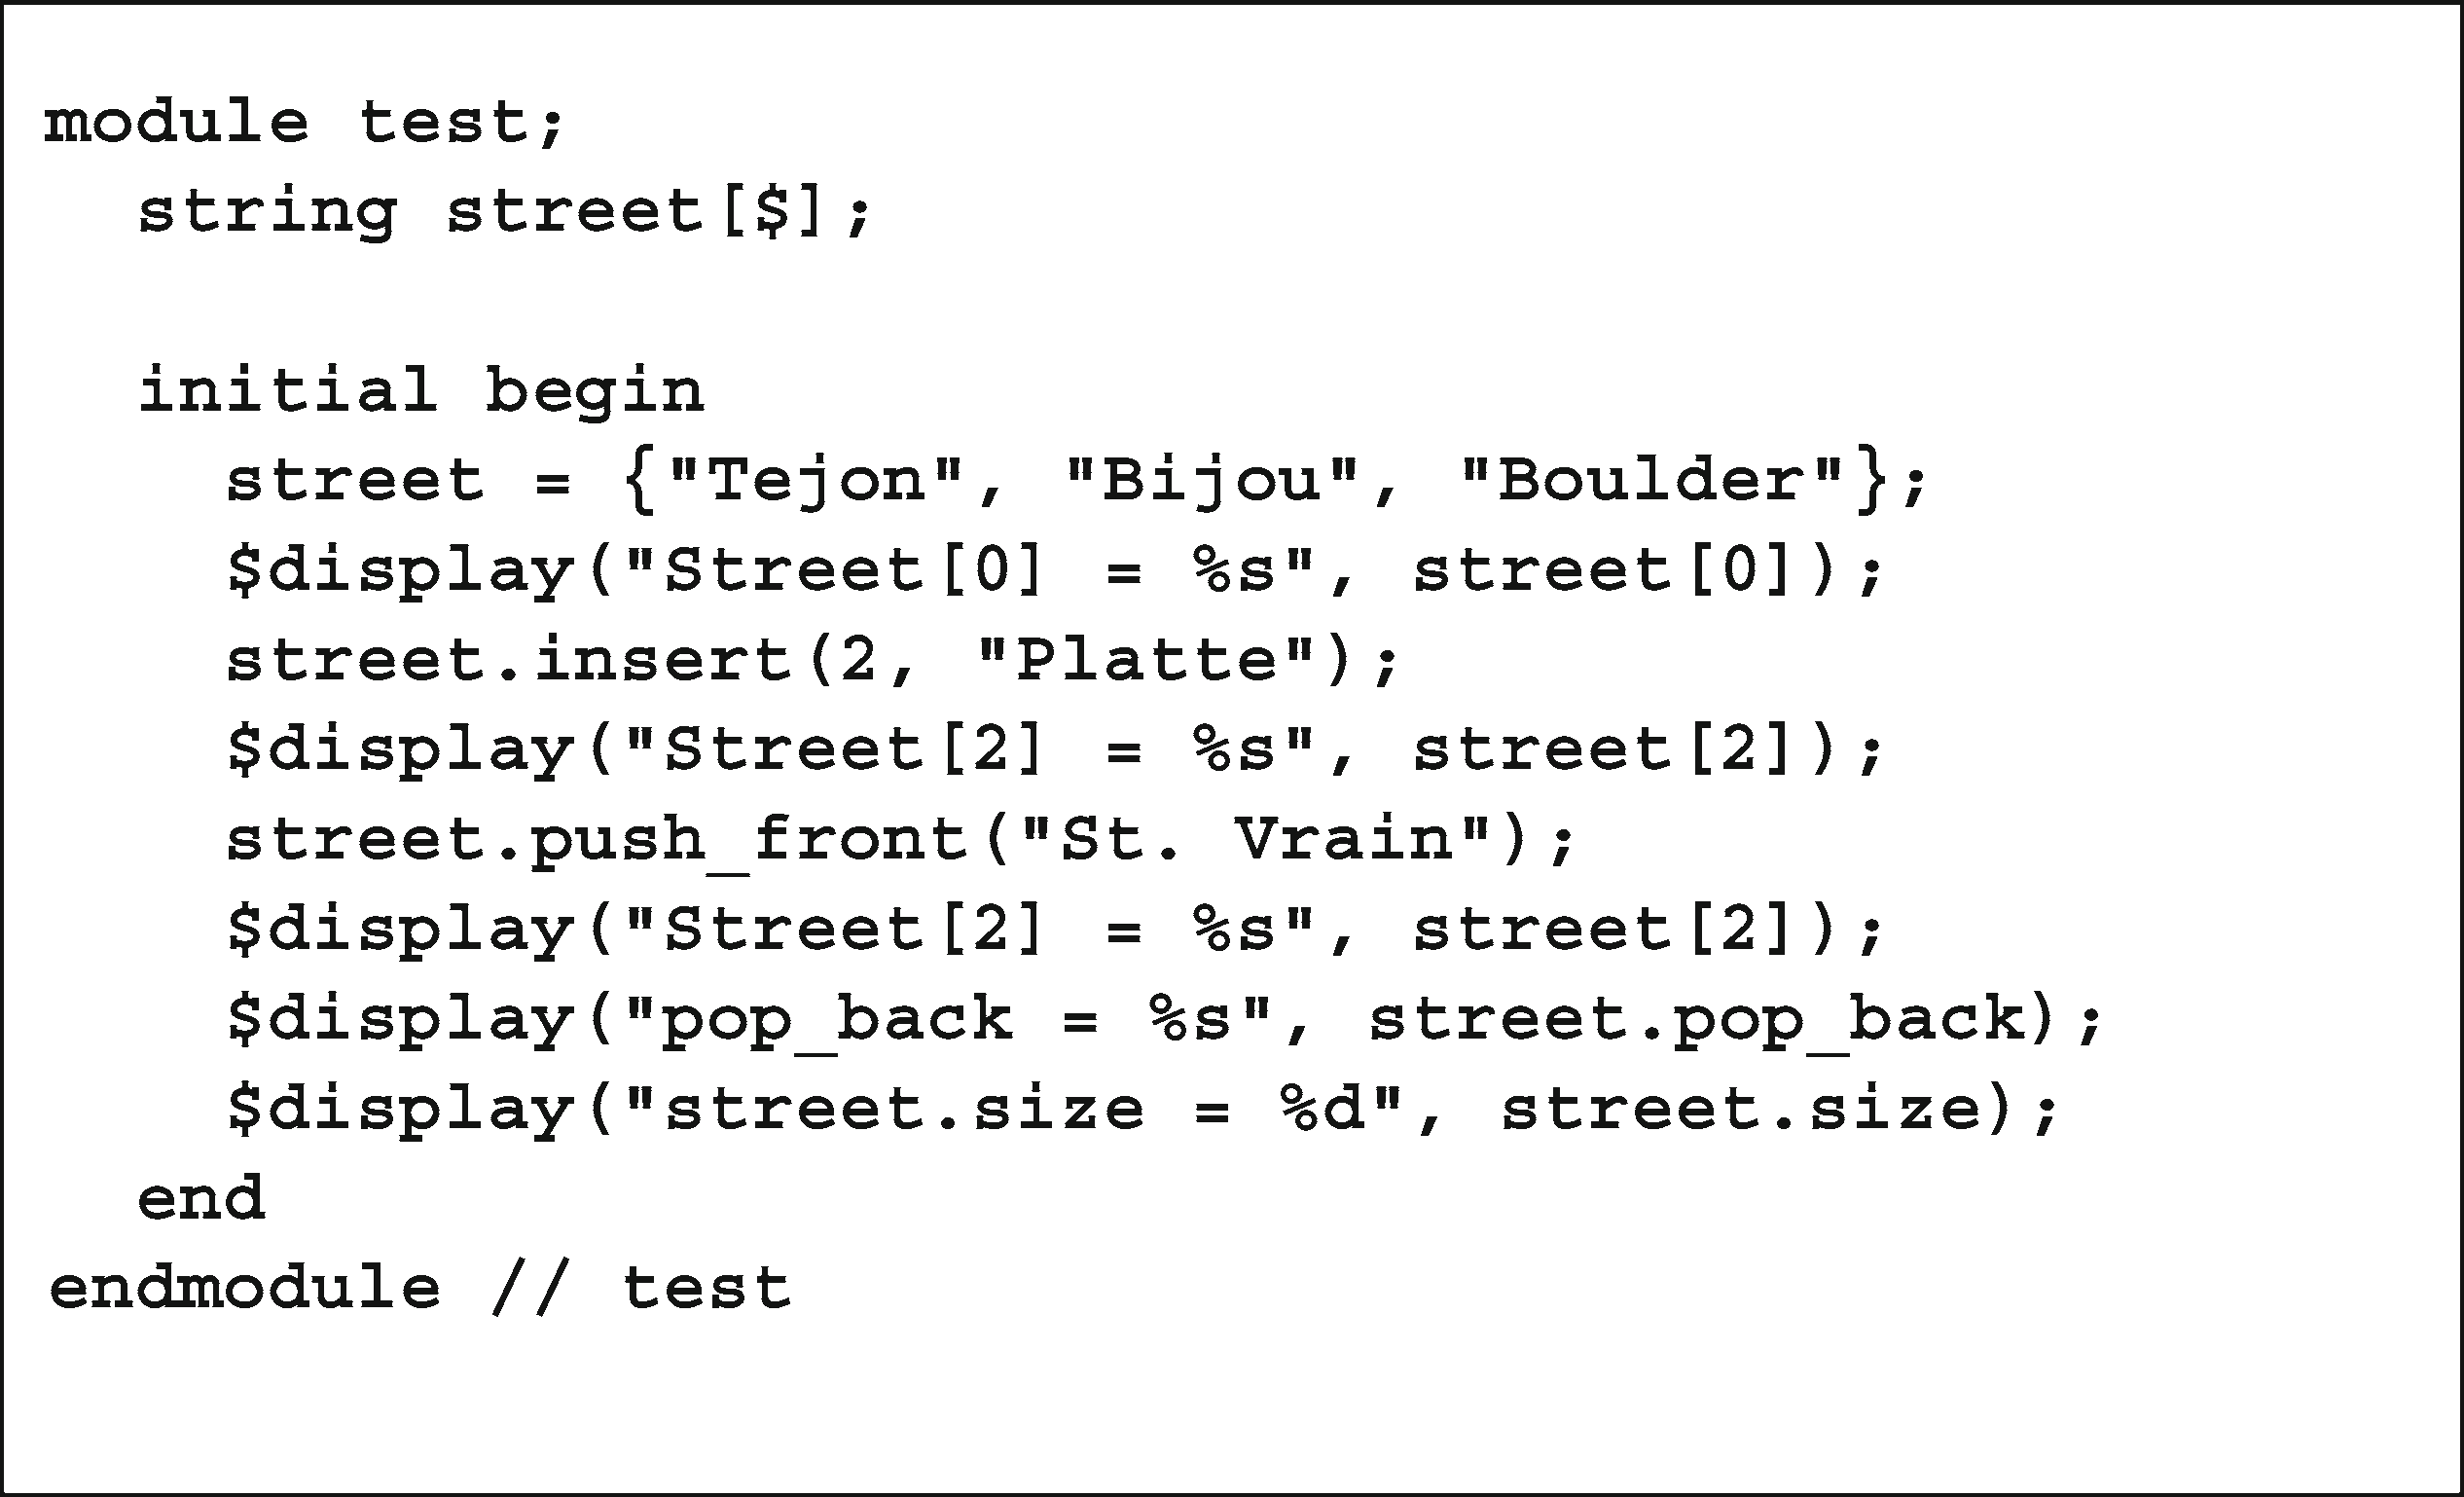 module test;
  string street[$];

  initial begin
    street = {"Tejon", "Bijou", "Boulder"};
    $display("Street[0] = %s", street[0]);
    street.insert(2, "Platte");
    $display("Street[2] = %s", street[2]);
    street.push_front("St. Vrain");
    $display("Street[2] = %s", street[2]);
    $display("pop_back = %s", street.pop_back);
    $display("street.size = %d", street.size);
  end
endmodule // test